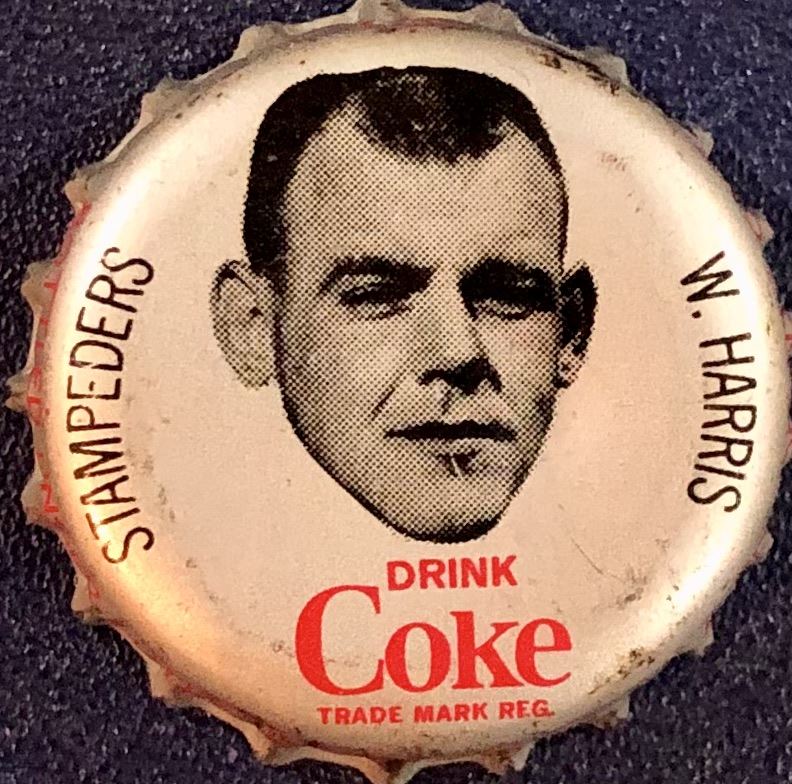 STAMPEDERS
W. HARRIS
DRINK
Coke
TRADE MARK REG.